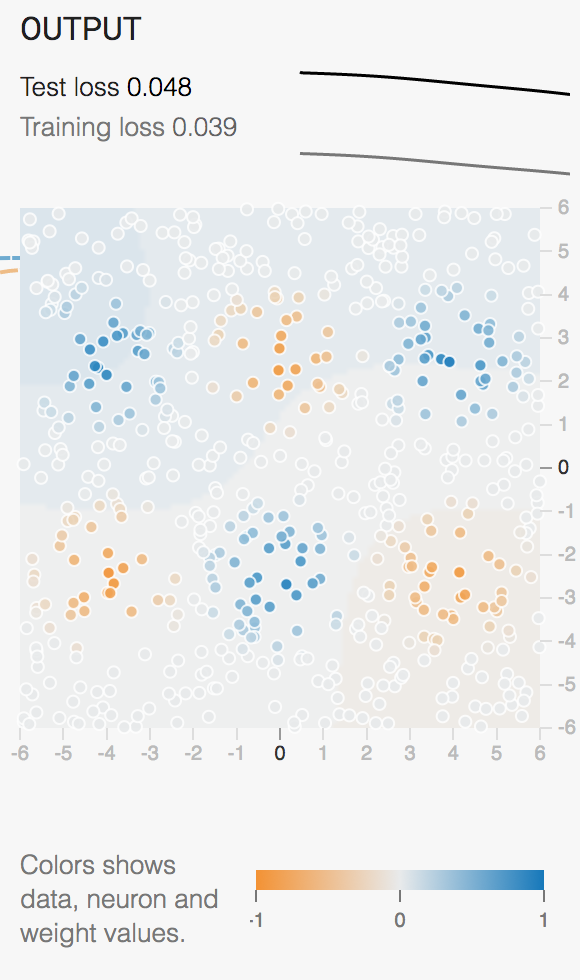 OUTPUT
Test loss 0.048
Training loss 0.039
6
5
4
3
2
1
0
-1
-2
-3
-4
-5
-6
-6 -5 -4 -3 -2 -1 0 1 2 3 4 5 6
Colors shows
data, neuron and
weight values.
-1 0 1